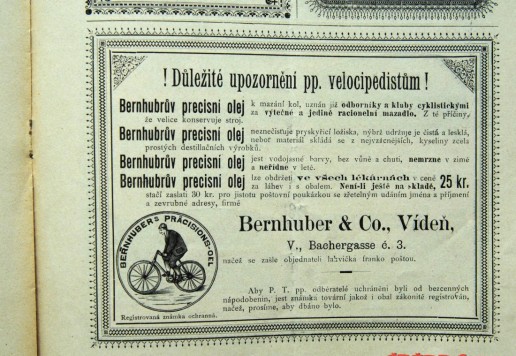 ! Důležité upozornění pp. velocipedistům !
Bernhubrův precisní olej k mazání kol, uznán již odborníky a kluby cyklistickými
za výtečné a jediné racionelní mazadlo. Z té příčiny,
že velice konservuje stroj.
Bernhubrův precisní olej neznečisťuje pryskyřicí ložiska, nýbrž udržuje je čistá a lesklá,
neboť materiál skládá se z nejvzácnějších, kyseliny zcela
prostých destillačních výrobků.
Bernhubrův precisní olej jest vodojasné barvy, bez vůně a chuti, nemrzne v zimě
a neřídne v létě.
Bernhubrův precisní olej lze obdržeti ve všech lékárnách v ceně 25 kr.
za láhev i s obalem. Není-li ještě na skladě,
stačí zaslati 30 kr. pro jistotu poštovní poukázkou se zřetelným udáním jména a příjmení
a zevrubné adresy, firmě
Bernhuber & Co., Vídeň,
V., Bachergasse č. 3.
načež se zašle objednateli lahvička franko poštou.
Aby P. T. pp. odběratelé uchráněni byli od bezcenných
napodobenin, jest známka tovární jakož i obal zákonitě registrován,
načež, prosíme, aby dbáno bylo.
BERNHUBER'S PRÄCISIONS-OEL
Registrovaná známka ochranná.